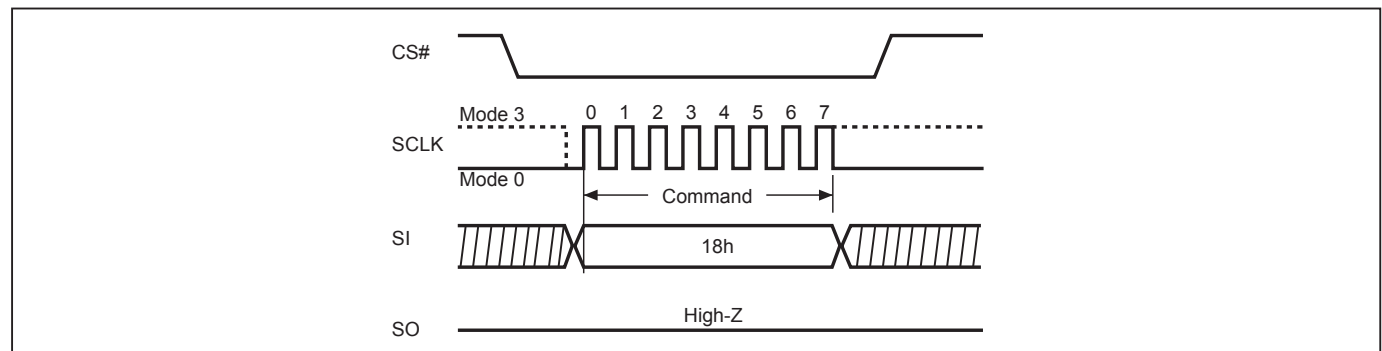 CS#
Mode 3
0 1 2 3 4 5 6 7
SCLK
Mode 0
Command
SI
18h
High-Z
SO